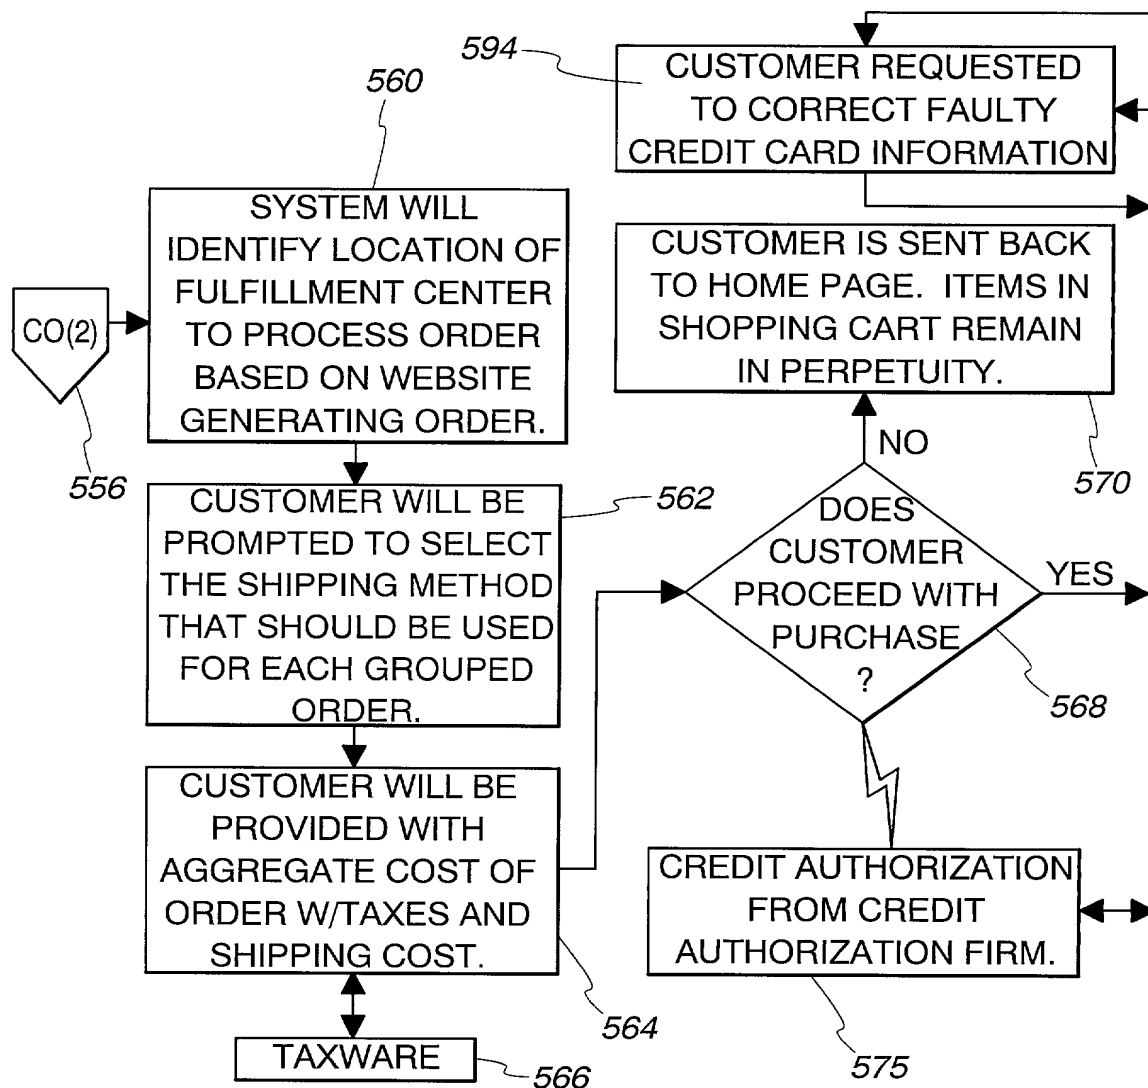 560
SYSTEM WILL
IDENTIFY LOCATION OF
FULFILLMENT CENTER
TO PROCESS ORDER
BASED ON WEBSITE
GENERATING ORDER.
CO(2)
556
CUSTOMER WILL BE
PROMPTED TO SELECT
THE SHIPPING METHOD
THAT SHOULD BE USED
FOR EACH GROUPED
ORDER.
562
CUSTOMER WILL BE
PROVIDED WITH
AGGREGATE COST OF
ORDER W/TAXES AND
SHIPPING COST.
564
TAXWARE
566
594
CUSTOMER REQUESTED
TO CORRECT FAULTY
CREDIT CARD INFORMATION
CUSTOMER IS SENT BACK
TO HOME PAGE. ITEMS IN
SHOPPING CART REMAIN
IN PERPETUITY.
570
NO
DOES
CUSTOMER
PROCEED WITH
PURCHASE
?
YES
568
CREDIT AUTHORIZATION
FROM CREDIT
AUTHORIZATION FIRM.
575